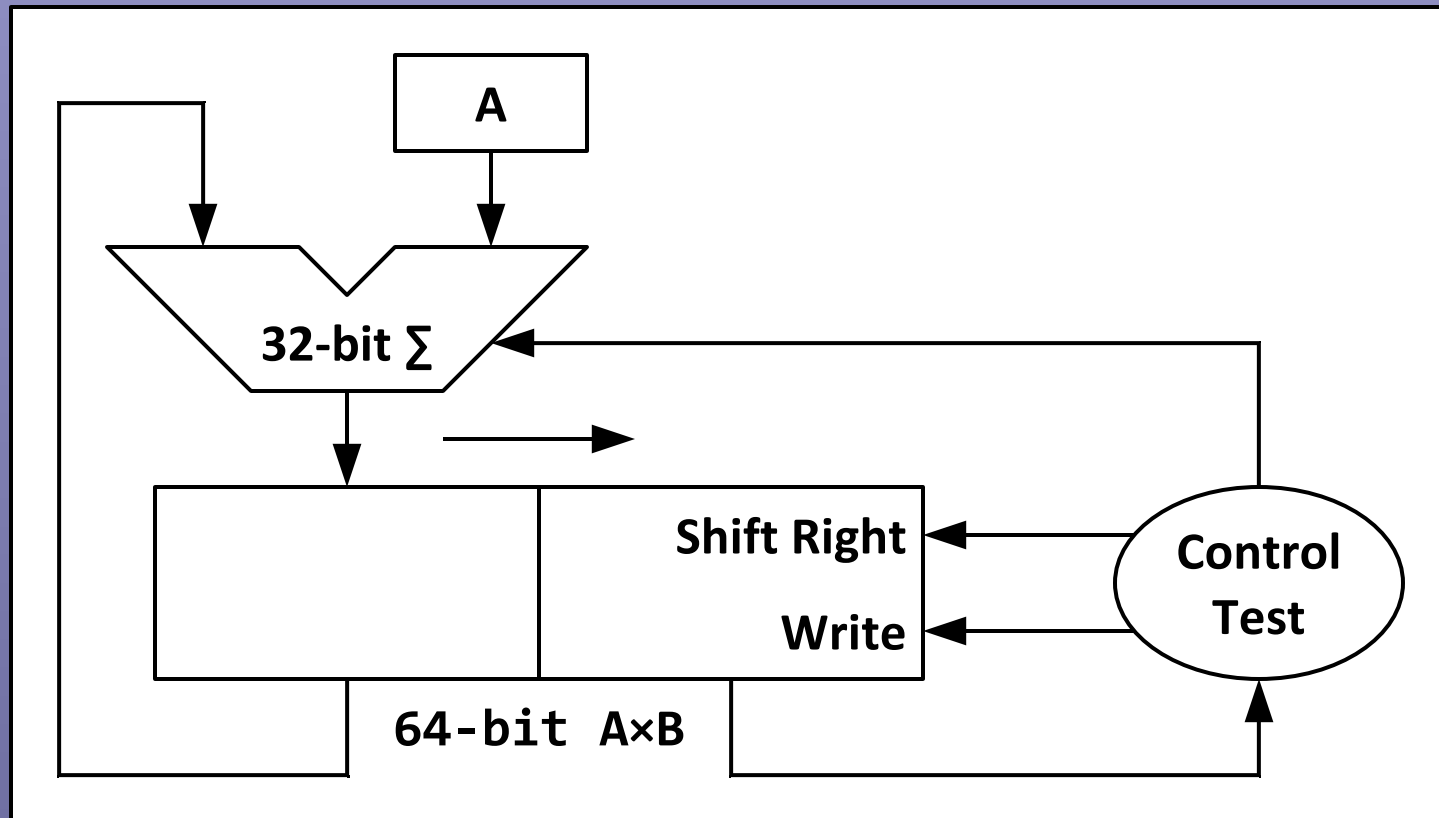 A
32-bit ∑
Shift Right
Write
Control
Test
64-bit A×B